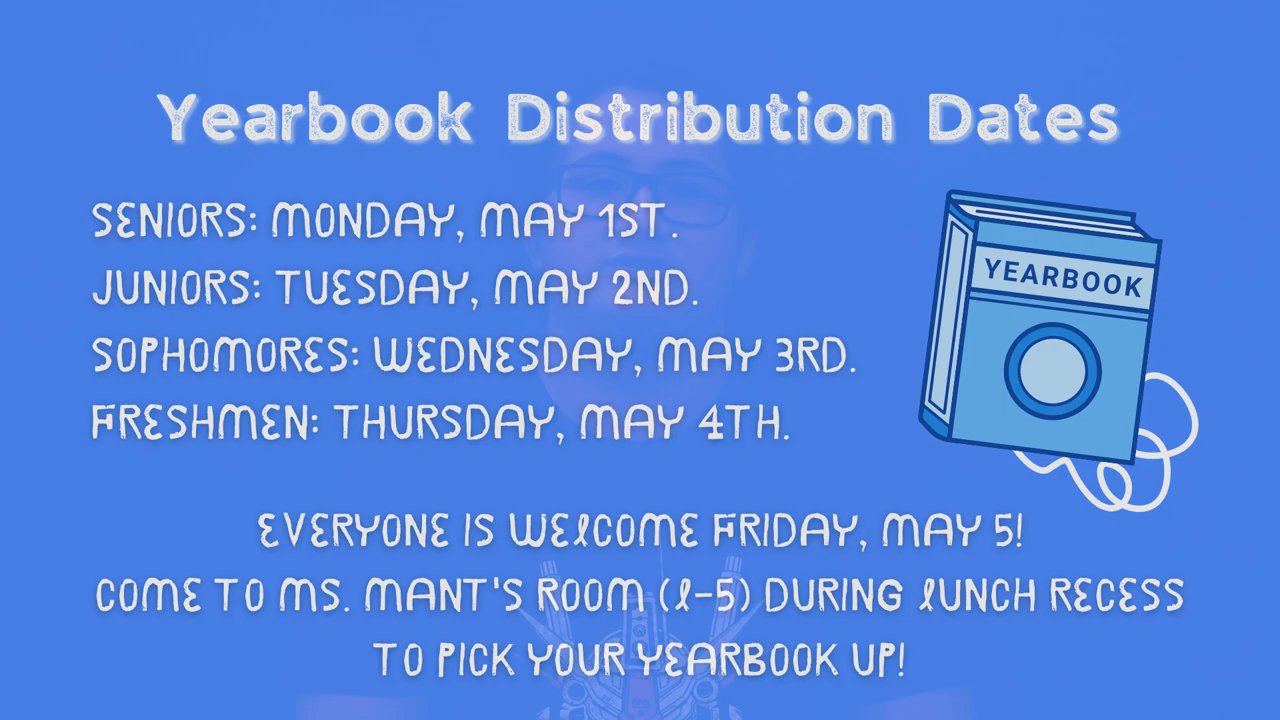 Yearbook Distribution Dates
SENIORS: MONDAY, MAY 1ST.
JUNIORS: TUESDAY, MAY 2ND.
SOPHOMORES: WEDNESDAY, MAY 3RD.
FRESHMEN: THURSDAY, MAY 4TH.
YEARBOOK
EVERYONE IS WELCOME FRIDAY, MAY 5!
COME TO MS. MANT'S ROOM (L-5) DURING LUNCH RECESS
TO PICK YOUR YEARBOOK UP!